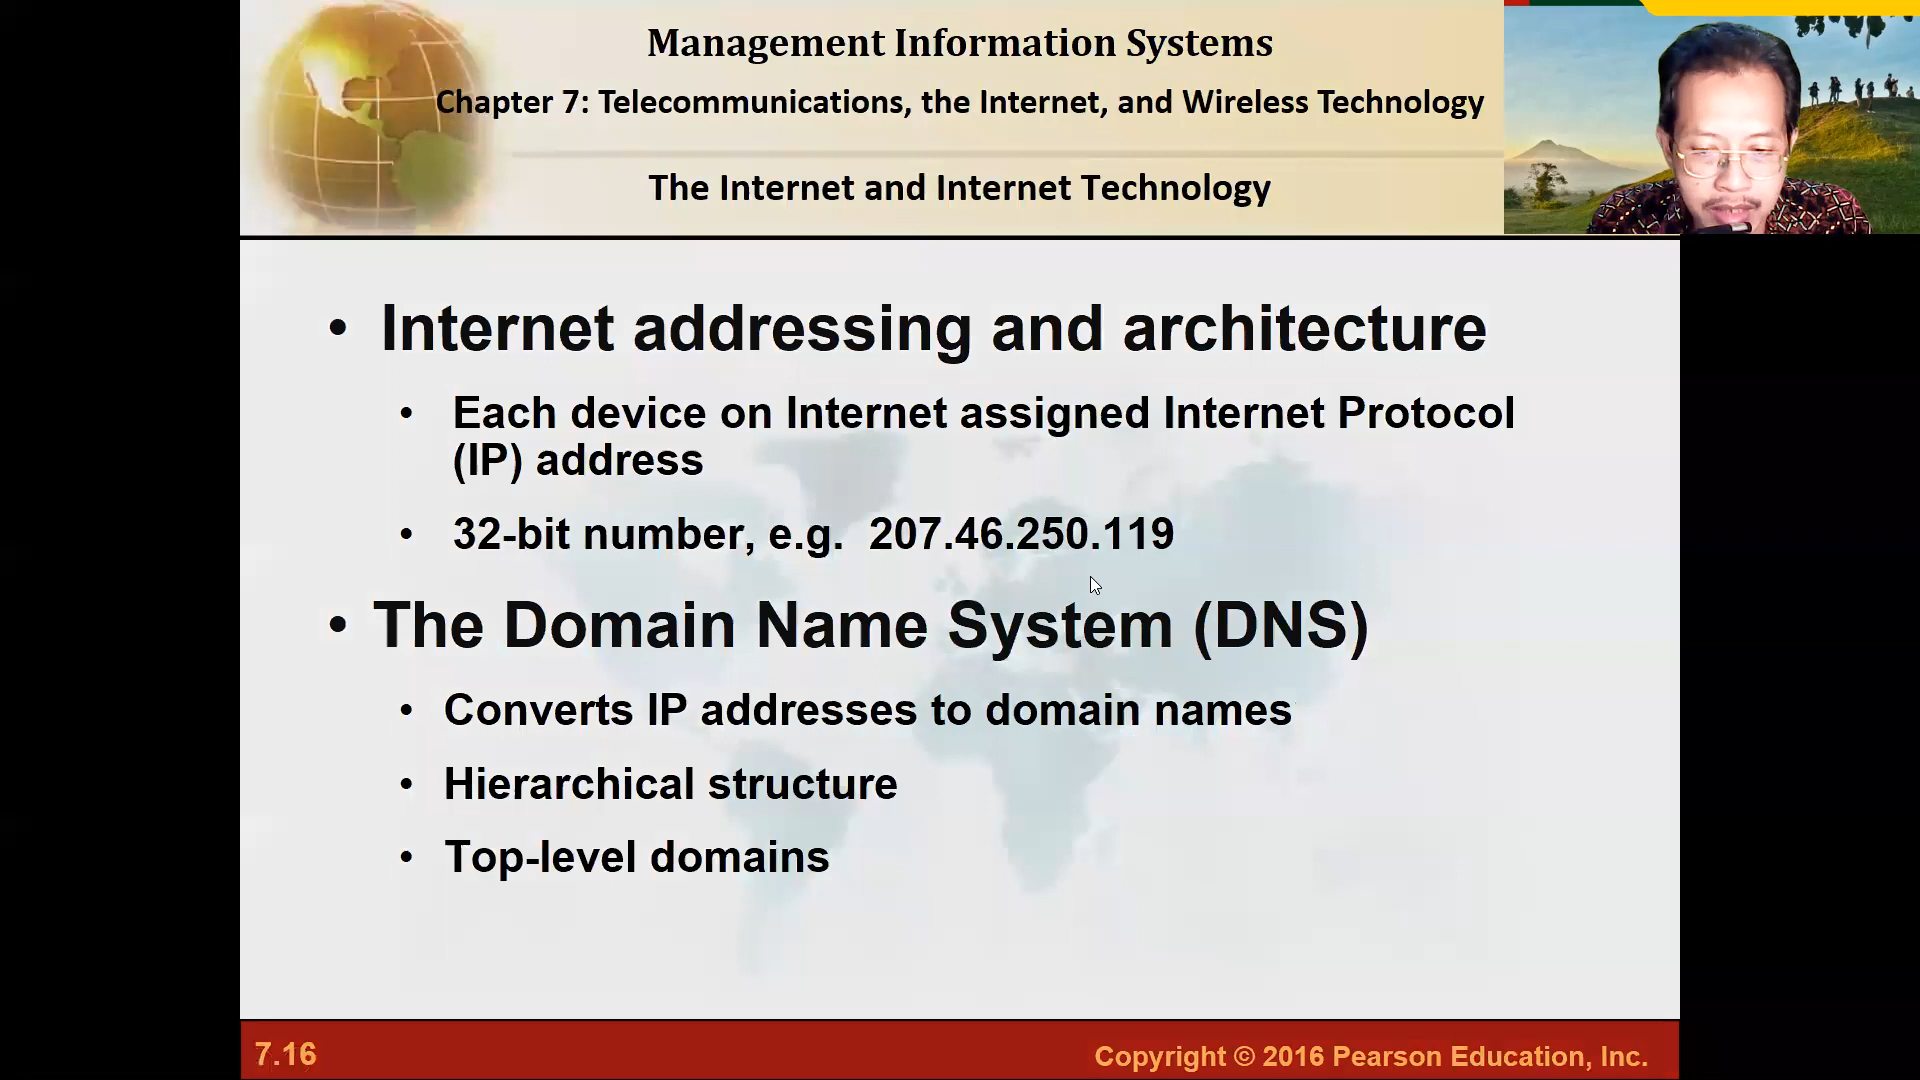 Management Information Systems
Chapter 7: Telecommunications, the Internet, and Wireless Technology
The Internet and Internet Technology
• Internet addressing and architecture
• Each device on Internet assigned Internet Protocol
(IP) address
• 32-bit number, e.g.  207.46.250.119
• The Domain Name System (DNS)
• Converts IP addresses to domain names
• Hierarchical structure
• Top-level domains
7.16
Copyright © 2016 Pearson Education, Inc.